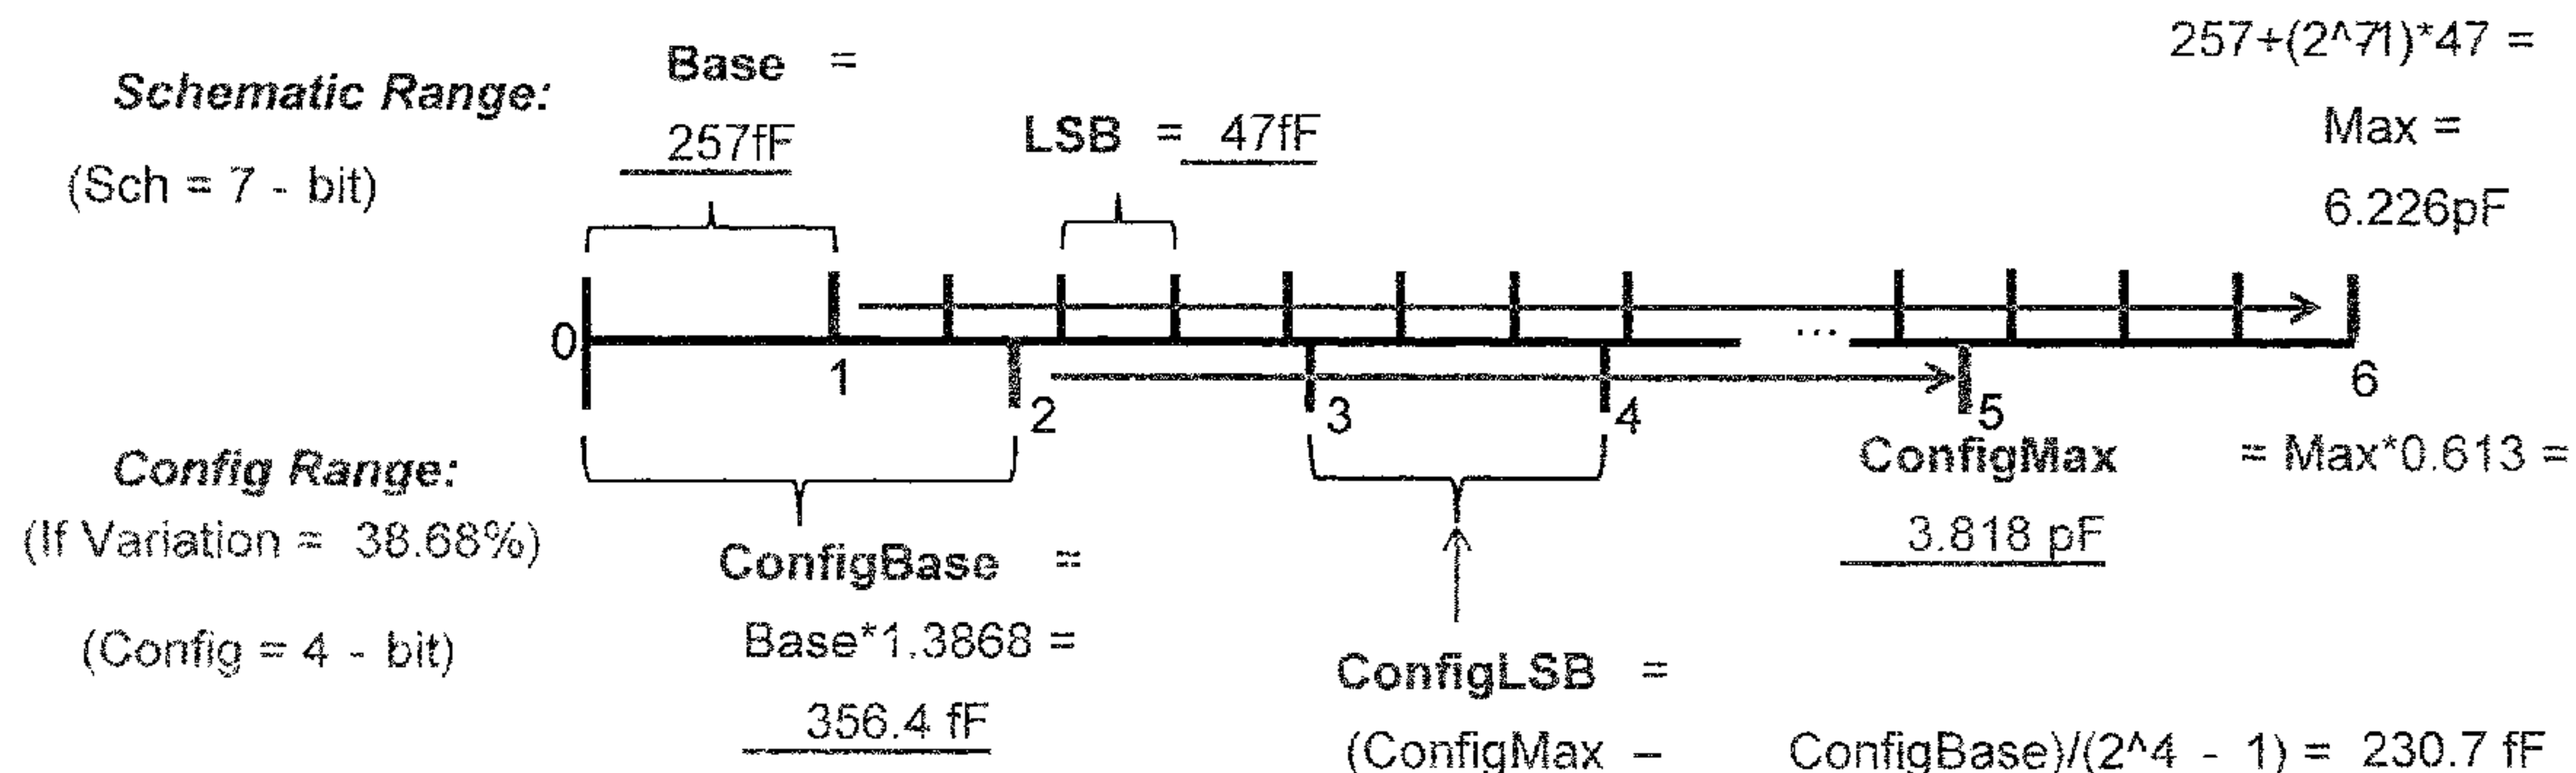 257+(2^71)*47 =
Schematic Range:
Base =
257fF
LSB = 47fF
Max =
6.226pF
(Sch = 7 - bit)
0
1
...
6
2
3
4
5
Config Range:
(If Variation = 38.68%)
(Config = 4 - bit)
ConfigBase =
Base*1.3868 =
356.4 fF
ConfigMax = Max*0.613 =
3.818 pF
ConfigLSB =
(ConfigMax – ConfigBase)/(2^4 - 1) = 230.7 fF